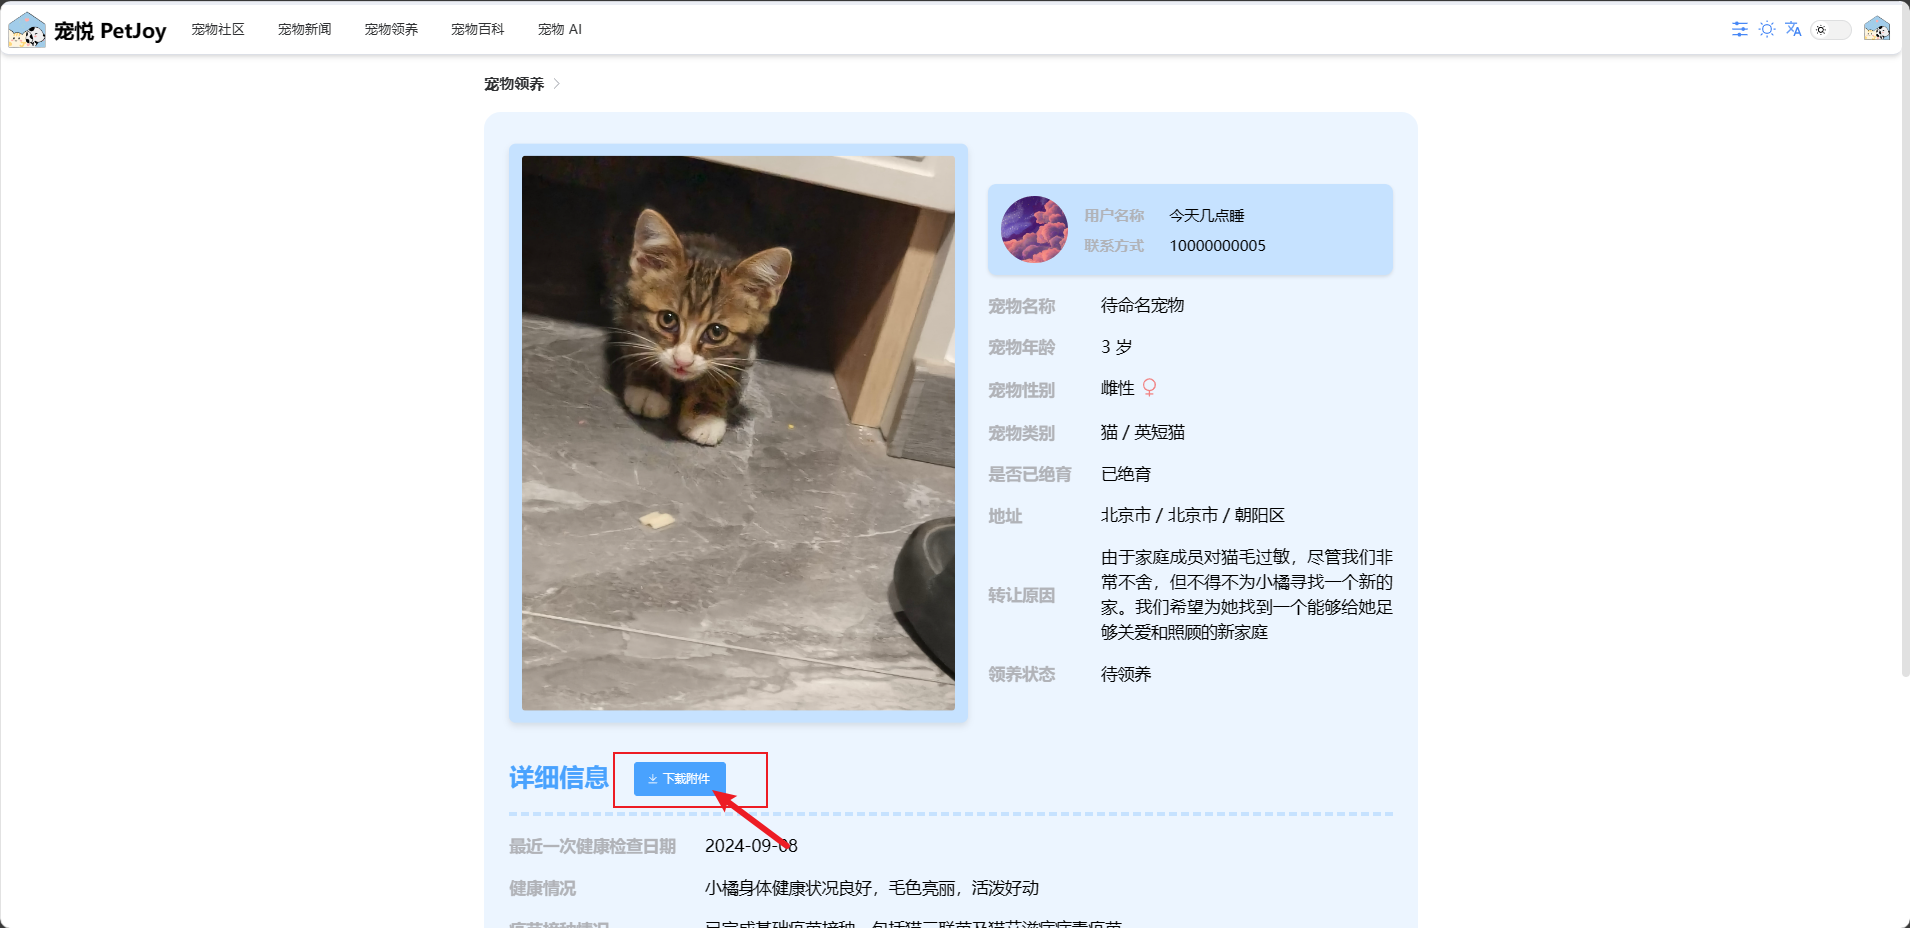 宠悦 PetJoy 宠物社区 宠物新闻 宠物领养 宠物百科 宠物 AI
宠物领养
用户名称 今天几点睡
联系方式 10000000005
宠物名称 待命名宠物
宠物年龄 3 岁
宠物性别 雌性
宠物类别 猫 / 英短猫
是否已绝育 已绝育
地址 北京市 / 北京市 / 朝阳区
转让原因
由于家庭成员对猫毛过敏，尽管我们非
常不舍，但不得不为小橘寻找一个新的
家。我们希望为她找到一个能够给她足
够关爱和照顾的新家庭
领养状态 待领养
详细信息 下载附件
最近一次健康检查日期 2024-09-08
健康情况 小橘身体健康状况良好，毛色亮丽，活泼好动